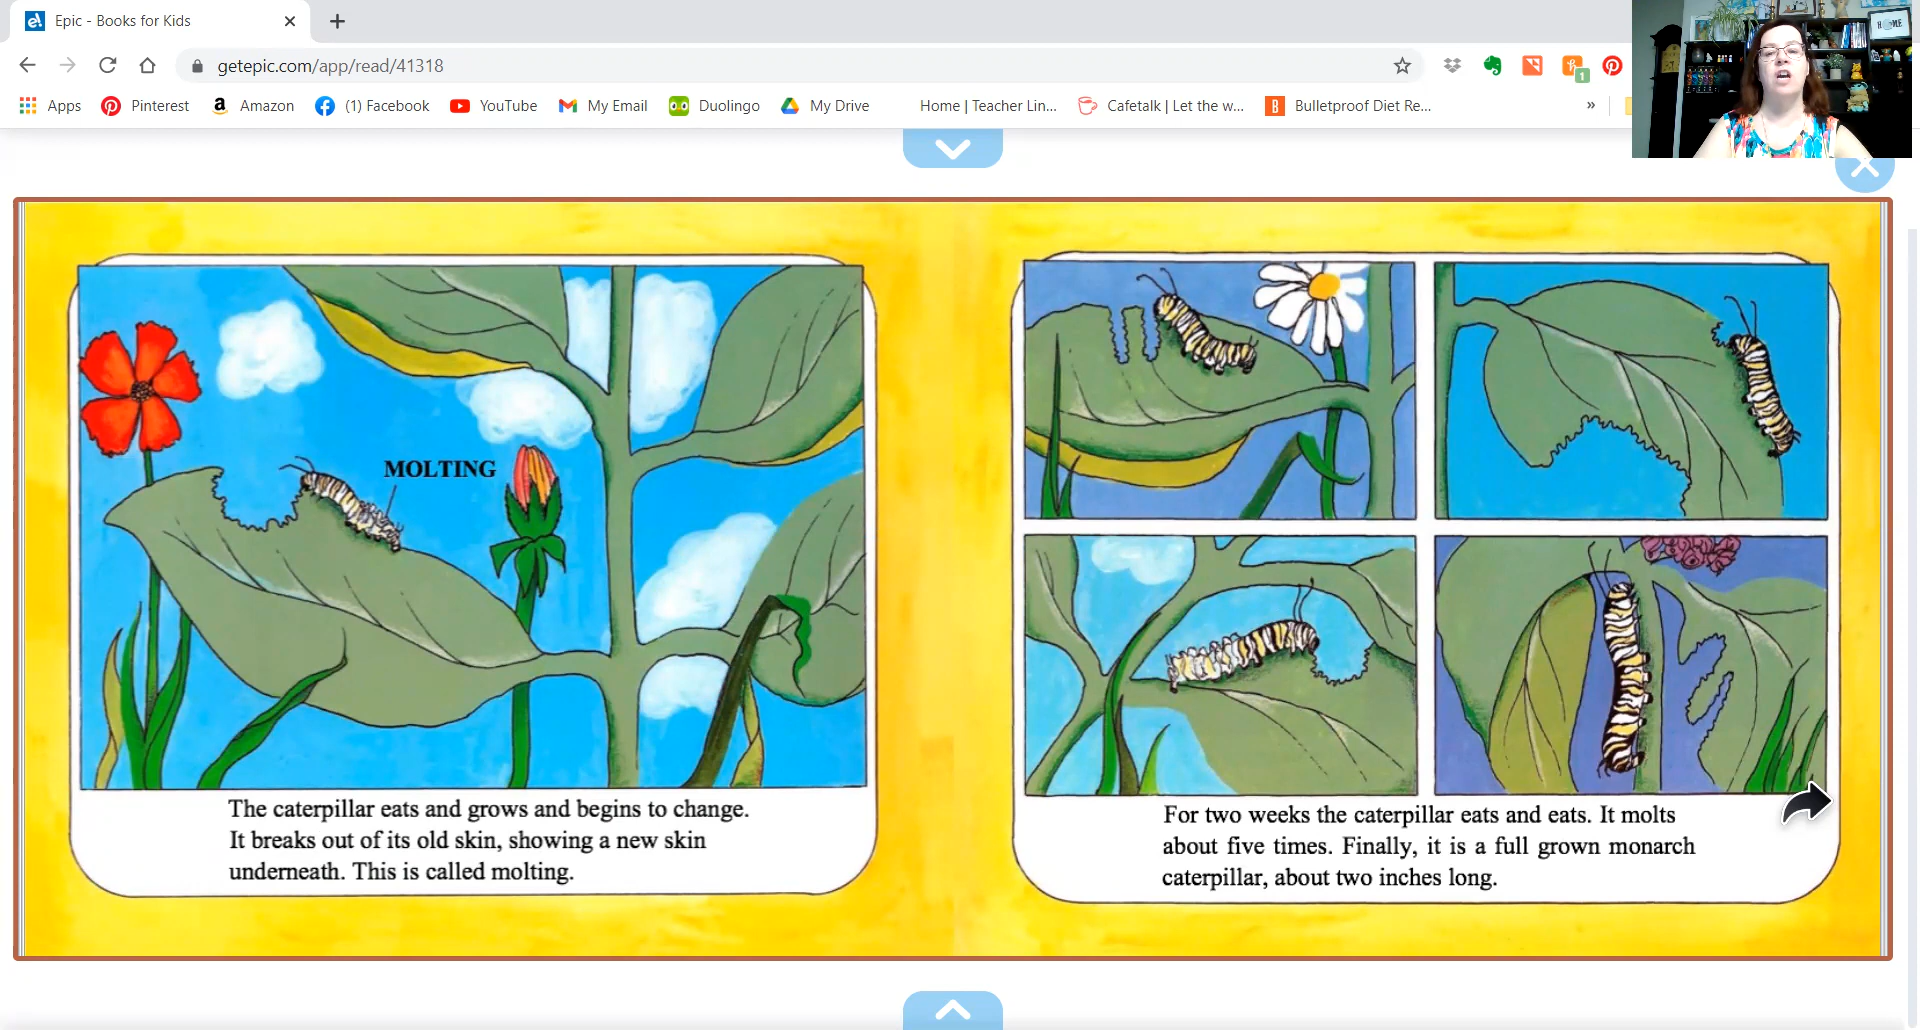 Epic - Books for Kids
getepic.com/app/read/41318
1
Apps Pinterest Amazon (1) Facebook YouTube My Email Duolingo My Drive Home | Teacher Lin... Cafetalk | Let the w... Bulletproof Diet Re... »
HOME
MOLTING
The caterpillar eats and grows and begins to change.
It breaks out of its old skin, showing a new skin
underneath. This is called molting.
For two weeks the caterpillar eats and eats. It molts
about five times. Finally, it is a full grown monarch
caterpillar, about two inches long.